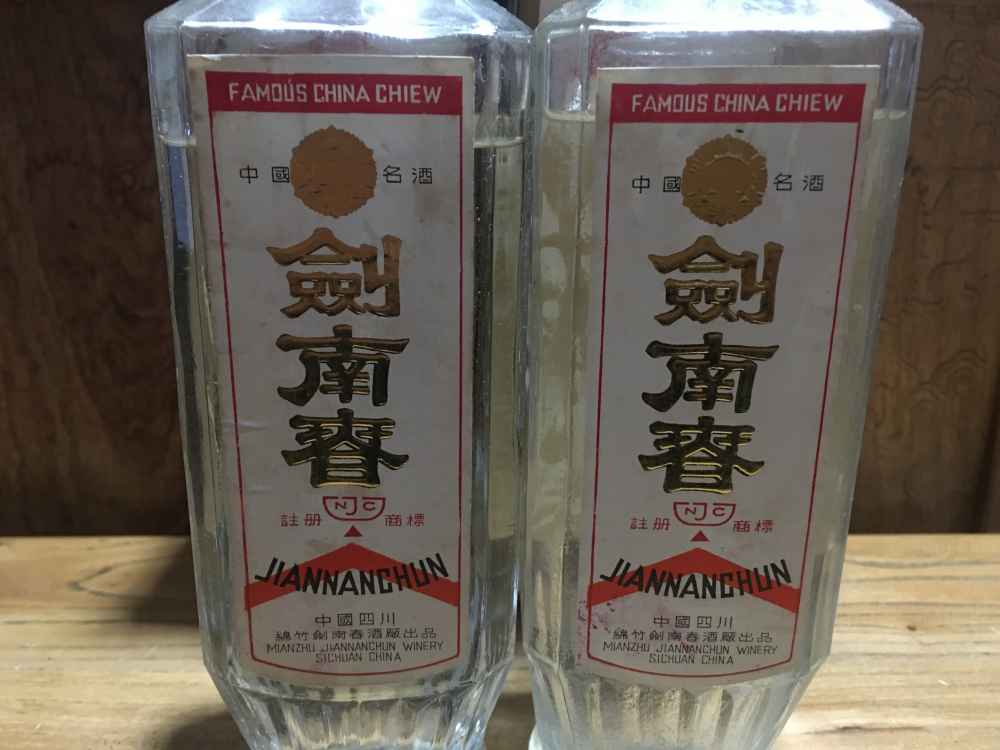 FAMOUS CHINA CHIEW
中國 名酒
劍
南
春
NJC
註册 商標
JIANNANCHUN
中國四川
綿竹劍南春酒厰出品
MIANZHU JIANNANCHUN WINERY
SICHUAN CHINA
FAMOUS CHINA CHIEW
中國 名酒
劍
南
春
NJC
註册 商標
JIANNANCHUN
中國四川
綿竹劍南春酒厰出品
MIANZHU JIANNANCHUN WINERY
SICHUAN CHINA